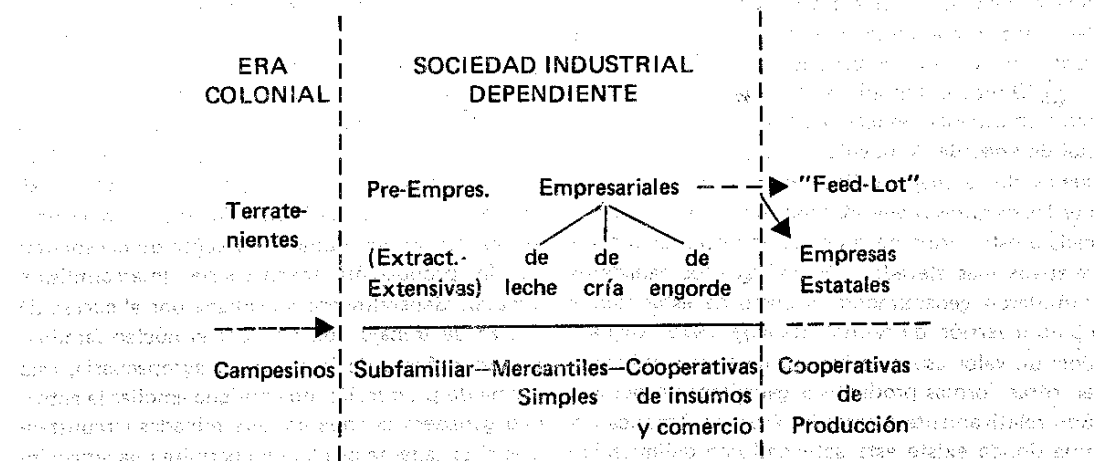 ERA
COLONIAL
SOCIEDAD INDUSTRIAL
DEPENDIENTE
Terrate-
nientes
Pre-Empres.
(Extract.-
Extensivas)
Empresariales
de leche
de cría
de engorde
"Feed-Lot"
Empresas
Estatales
Campesinos
Subfamiliar—Mercantiles—Cooperativas
Simples de insumos
y comercio
Cooperativas
de
Producción